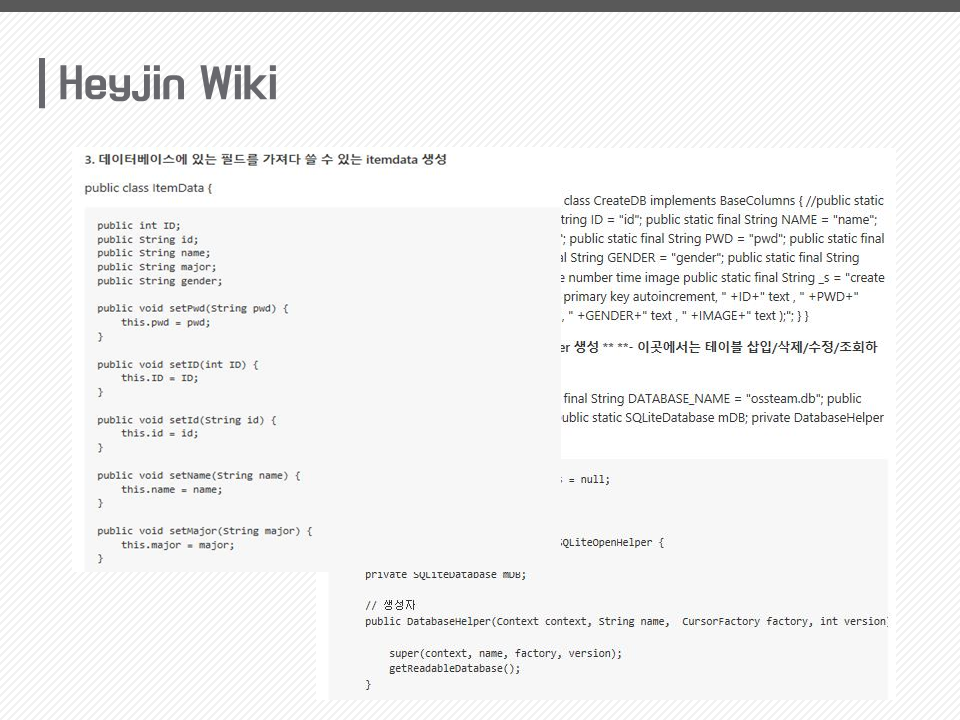 Heyjin Wiki
3. 데이터베이스에 있는 필드를 가져다 쓸 수 있는 itemdata 생성
public class ItemData {
public int ID;
public String id;
public String name;
public String major;
public String gender;
public void setPwd(String pwd) {
this.pwd = pwd;
}
public void setID(int ID) {
this.ID = ID;
}
public void setId(String id) {
this.id = id;
}
public void setName(String name) {
this.name = name;
}
public void setMajor(String major) {
this.major = major;
}
class CreateDB implements BaseColumns { //public static
tring ID = "id"; public static final String NAME = "name";
"; public static final String PWD = "pwd"; public static final
al String GENDER = "gender"; public static final String
e number time image public static final String _s = "create
primary key autoincrement, " +ID+" text , " +PWD+"
, " +GENDER+" text , " +IMAGE+" text );"; } }
er 생성 ** **- 이곳에서는 테이블 삽입/삭제/수정/조회하
final String DATABASE_NAME = "ossteam.db"; public
ublic static SQLiteDatabase mDB; private DatabaseHelper
s = null;
SQLiteOpenHelper {
private SQLiteDatabase mDB;
// 생성자
public DatabaseHelper(Context context, String name,  CursorFactory factory, int version)
super(context, name, factory, version);
getReadableDatabase();
}